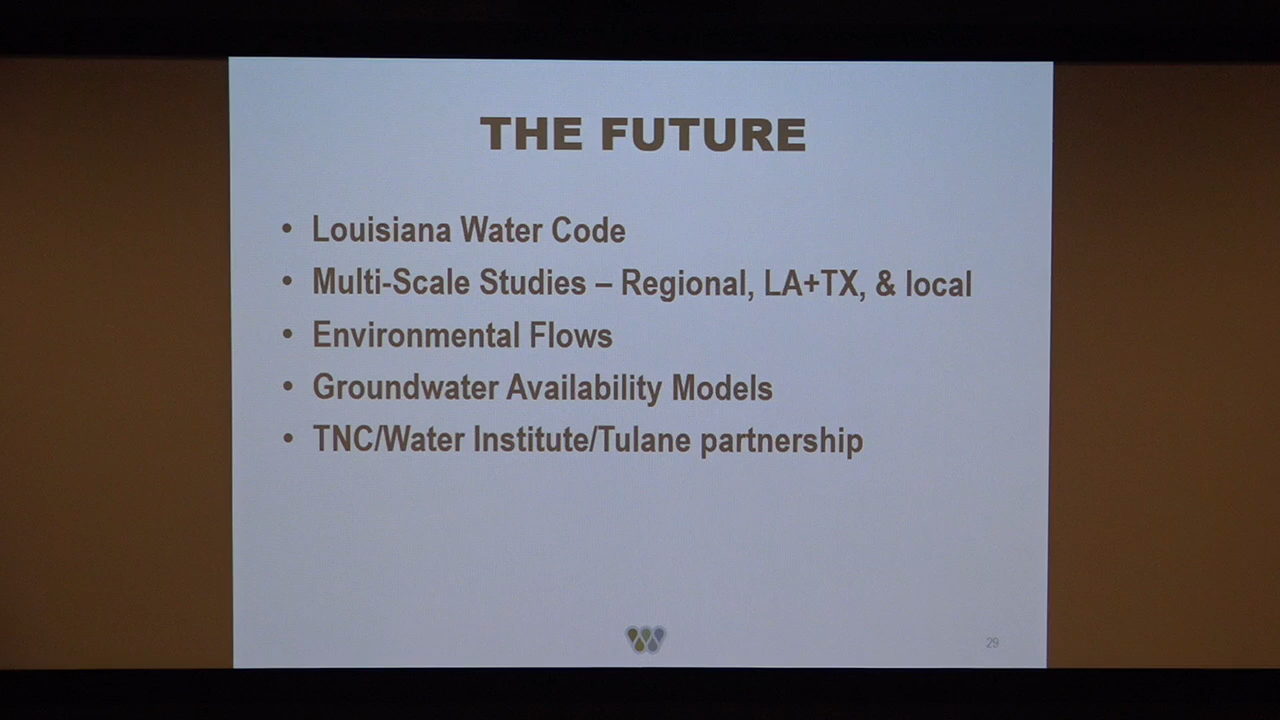 THE FUTURE
• Louisiana Water Code
• Multi-Scale Studies – Regional, LA+TX, & local
• Environmental Flows
• Groundwater Availability Models
• TNC/Water Institute/Tulane partnership
29